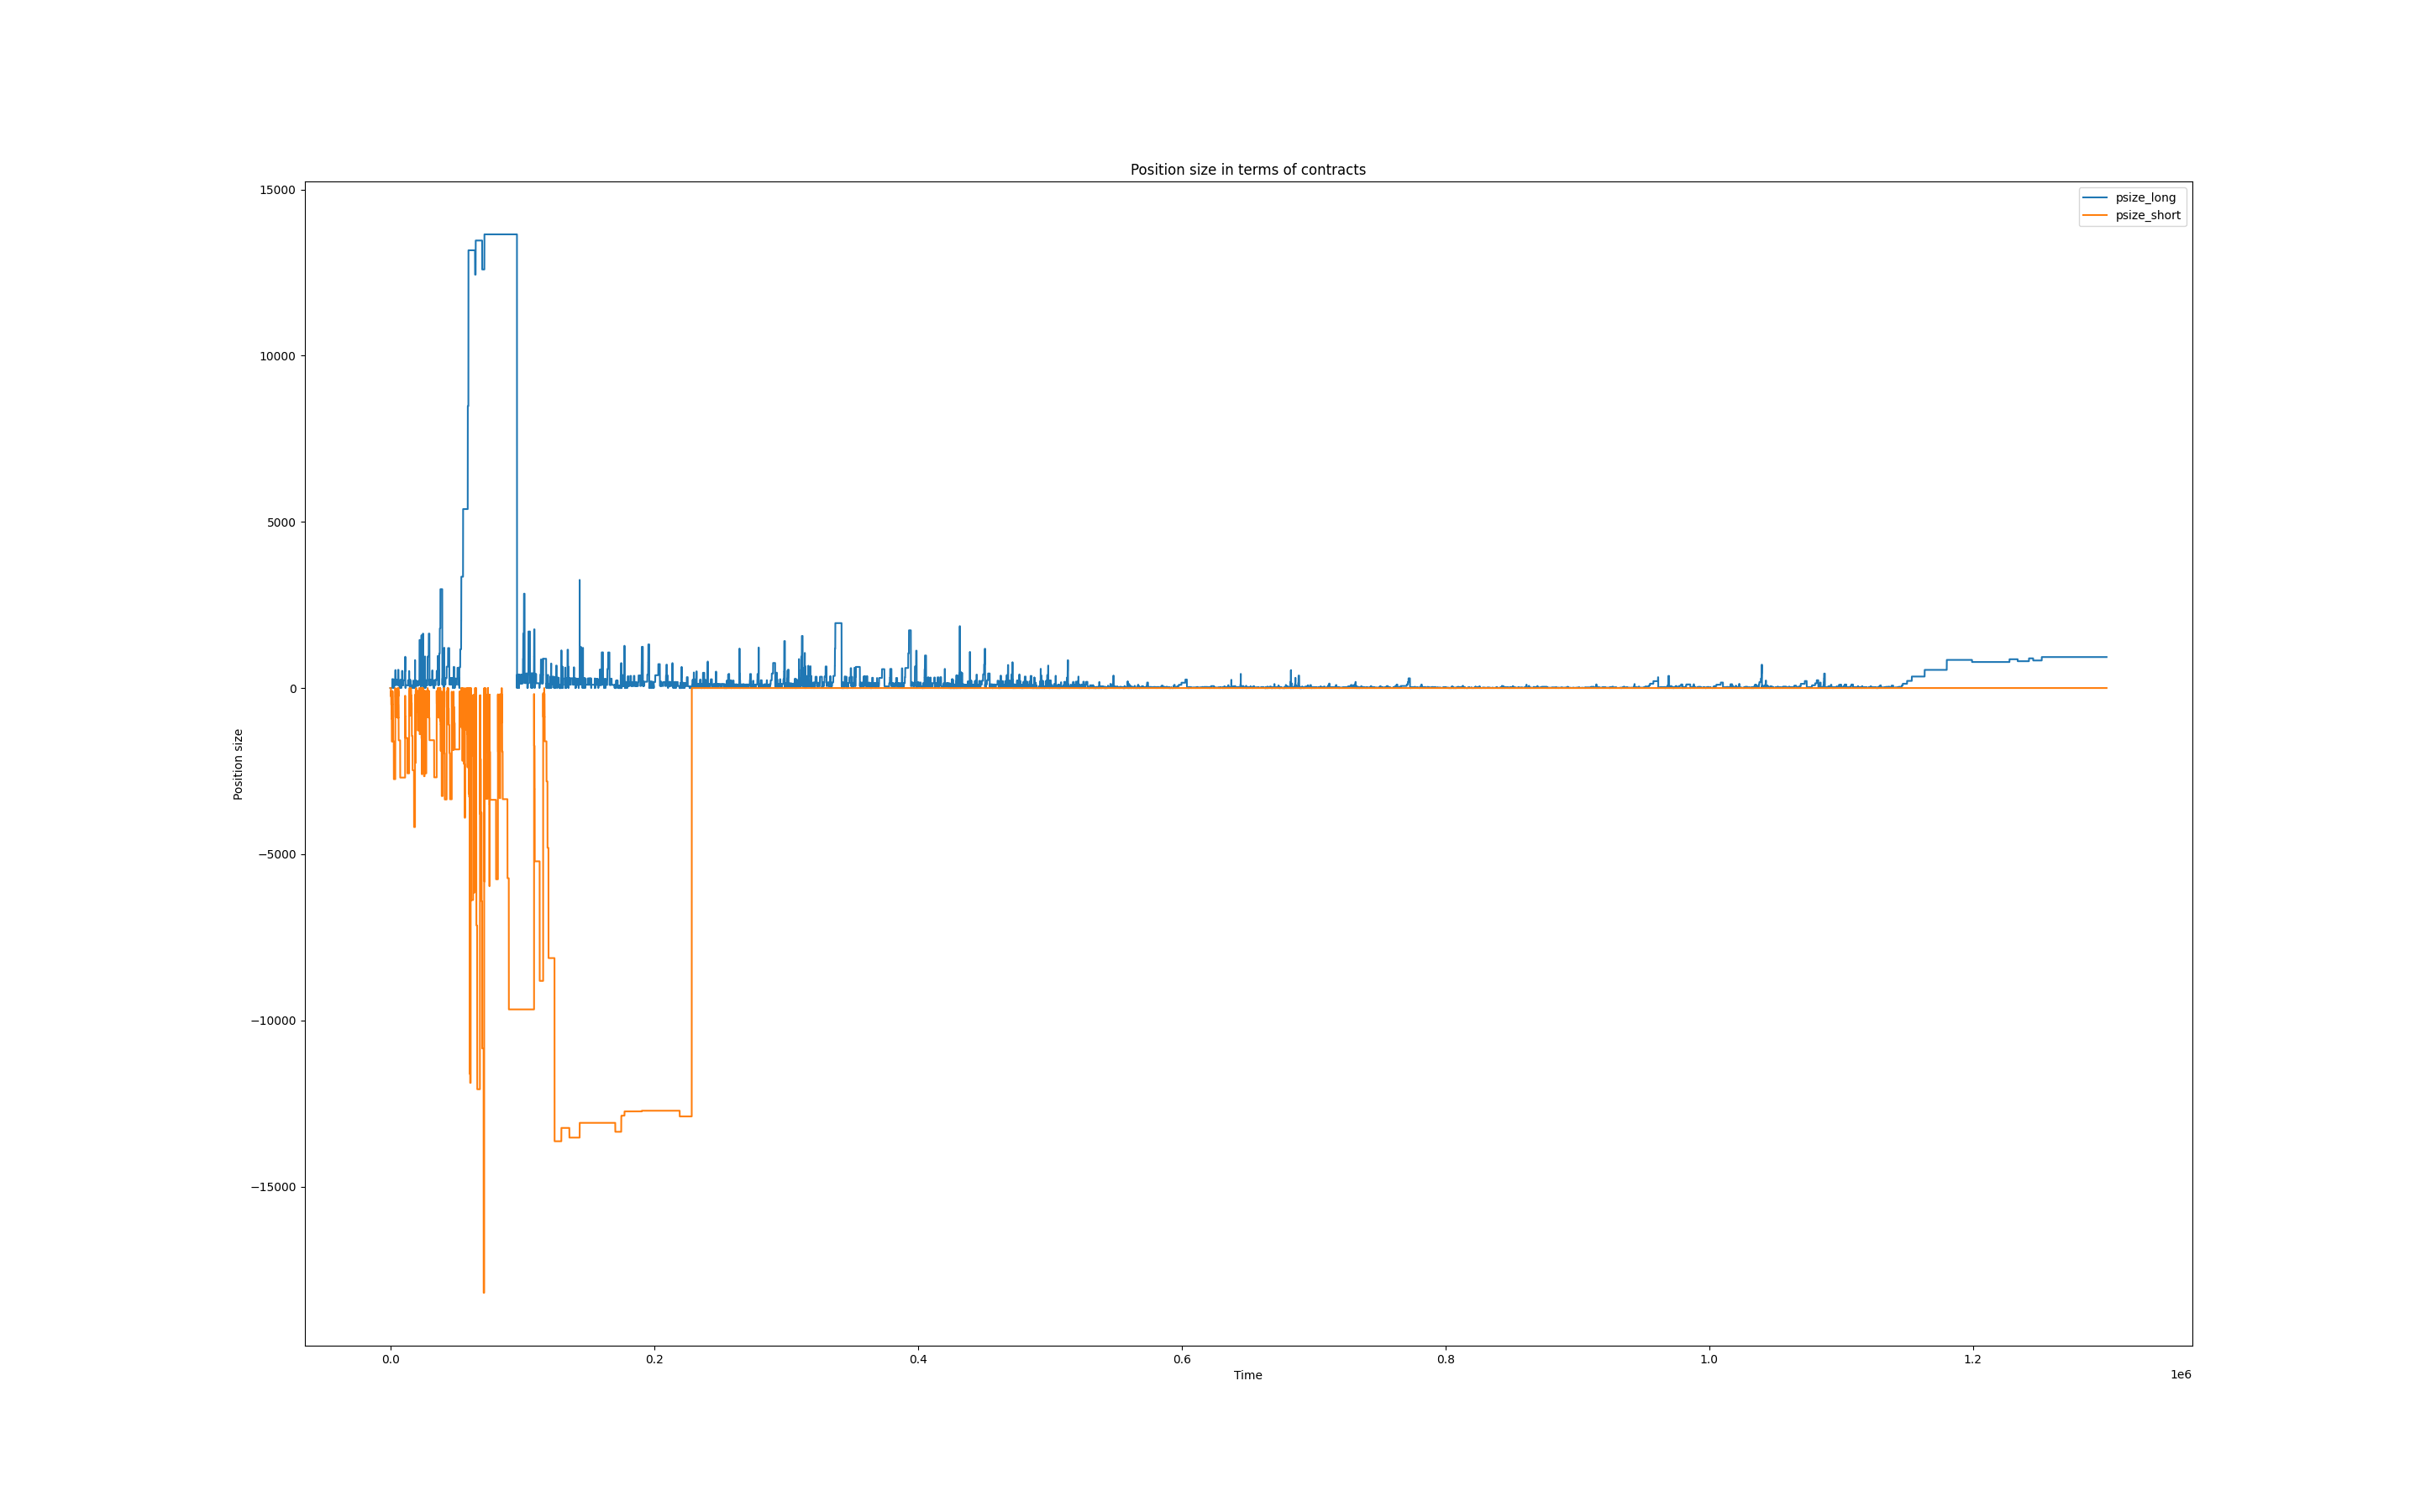 Position size in terms of contracts
psize_long
psize_short
15000
10000
5000
0
−5000
−10000
−15000
Position size
0.0
0.2
0.4
0.6
0.8
1.0
1.2
1e6
Time